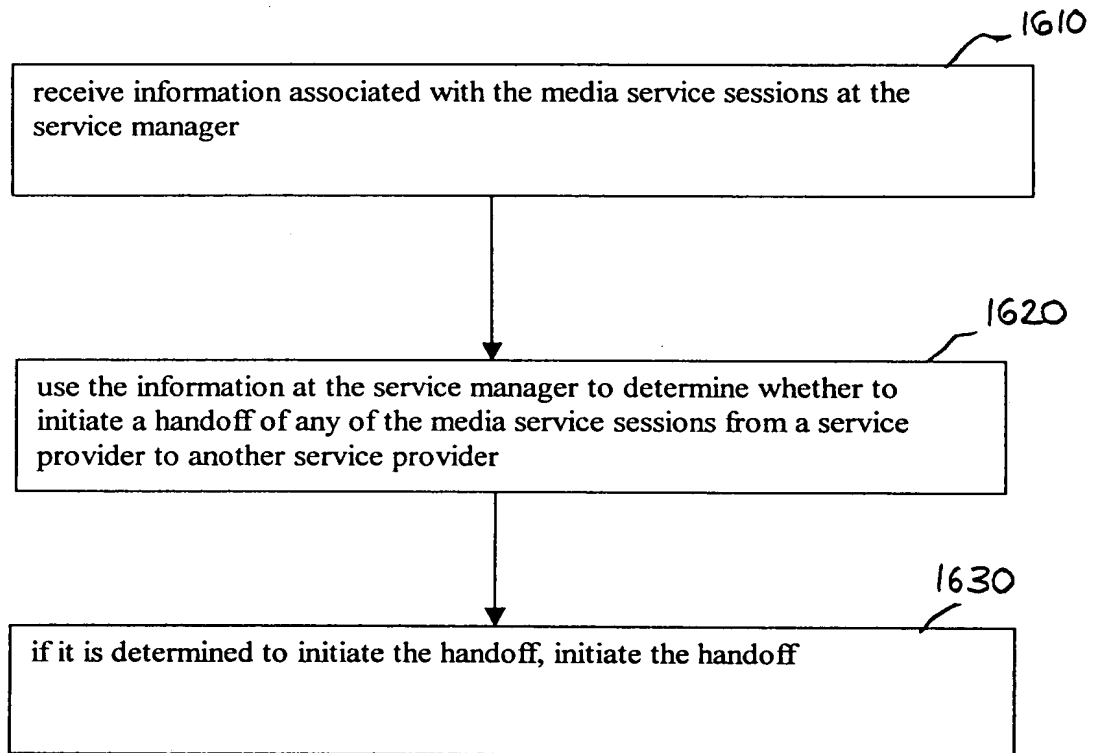 1610
receive information associated with the media service sessions at the
service manager
1620
use the information at the service manager to determine whether to
initiate a handoff of any of the media service sessions from a service
provider to another service provider
1630
if it is determined to initiate the handoff, initiate the handoff